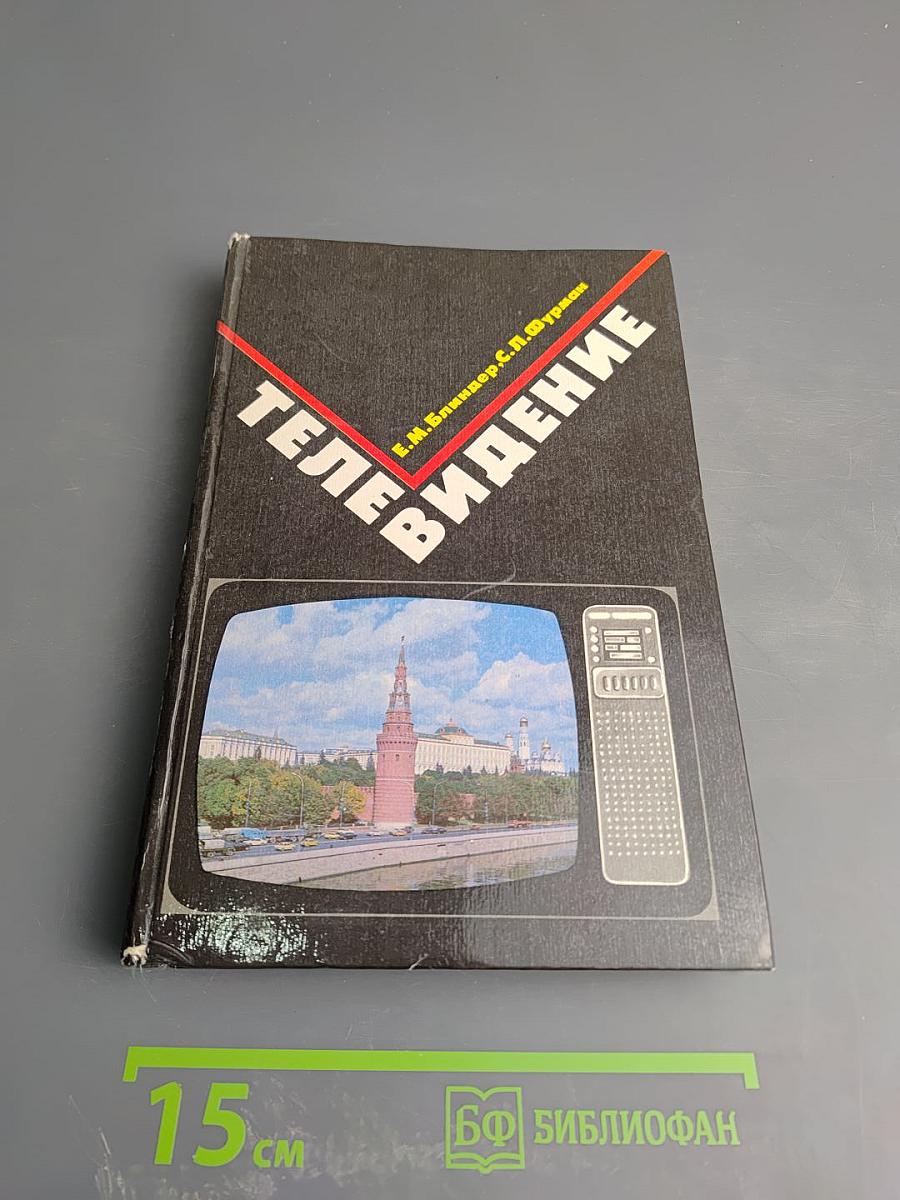 Е.М.Блиндер,С.П.Фурман
ТЕЛЕ
ВИДЕНИЕ
15 см
БФ БИБЛИОФАН